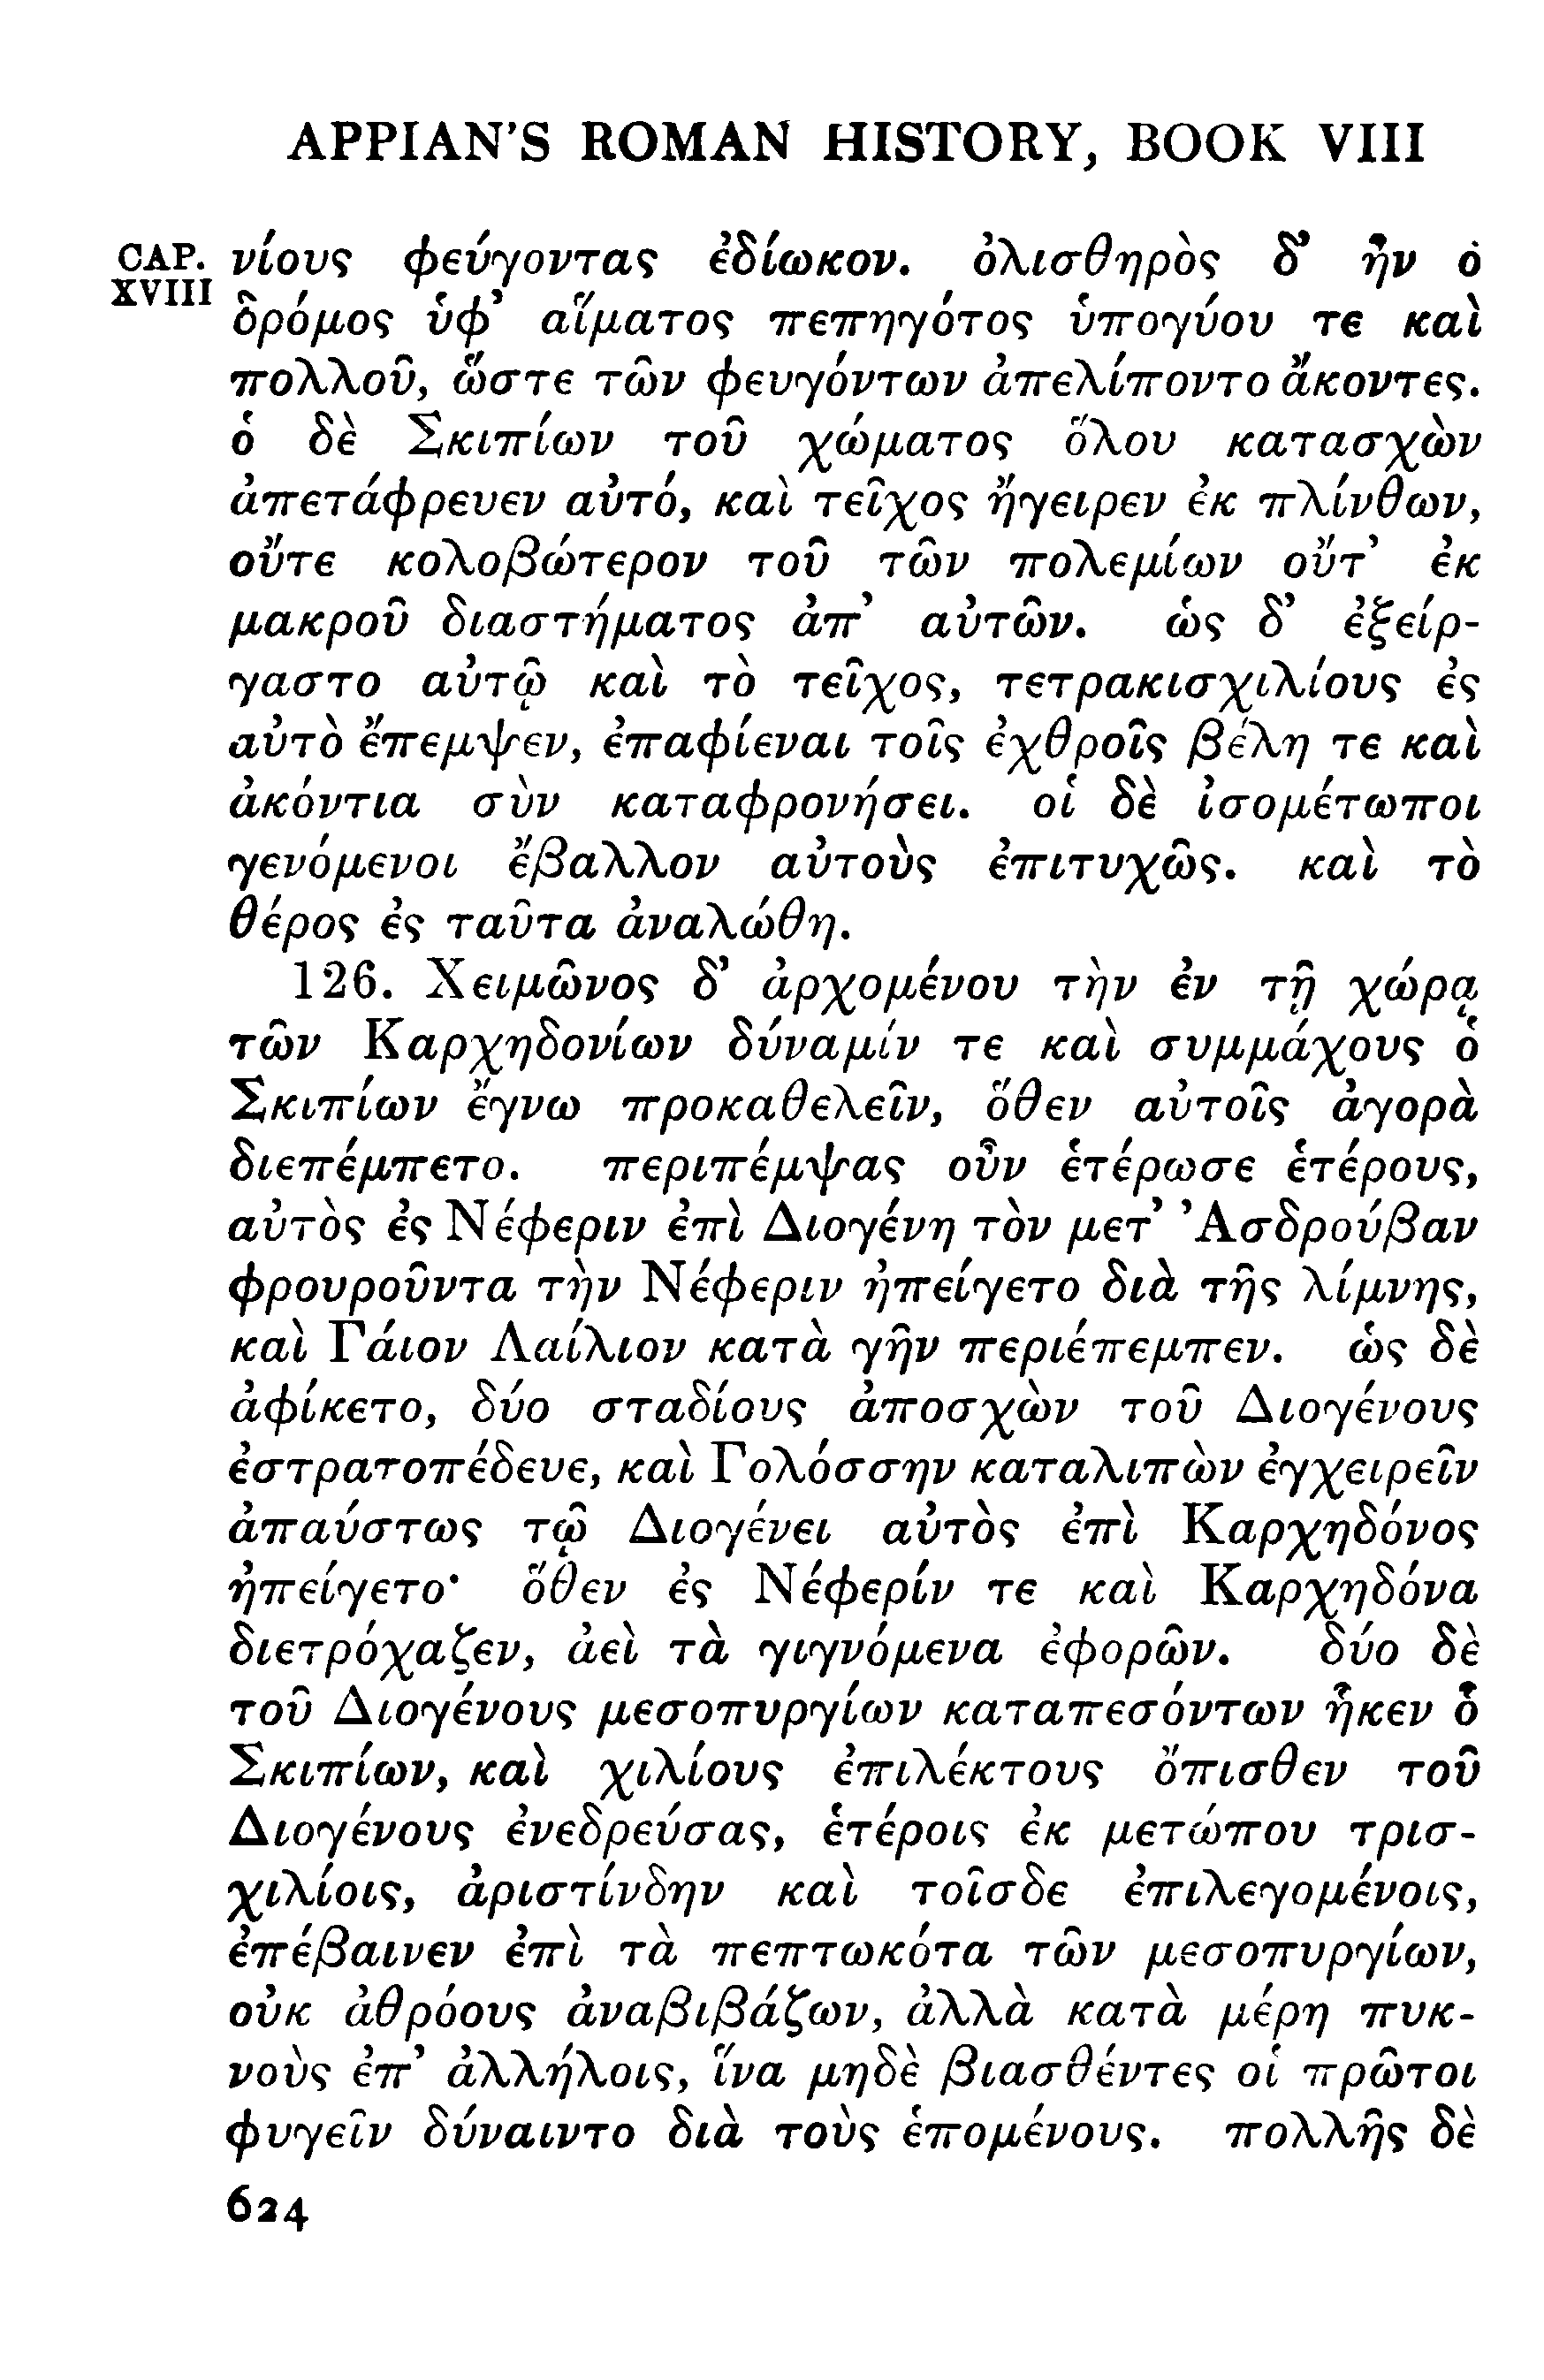 APPIAN'S ROMAN HISTORY, BOOK VIII
CAP. XVIII
νίους φεύγοντας ἐδίωκον. ὀλισθηρὸς δ' ἦν ὁ
δρόμος ὑφ' αἵματος πεπηγότος ὑπογύου τε καὶ
πολλοῦ, ὥστε τῶν φευγόντων ἀπελίποντο ἄκοντες.
ὁ δὲ Σκιπίων τοῦ χώματος ὅλου κατασχὼν
ἀπετάφρευεν αὐτό, καὶ τεῖχος ἤγειρεν ἐκ πλίνθων,
οὔτε κολοβώτερον τοῦ τῶν πολεμίων οὔτ' ἐκ
μακροῦ διαστήματος ἀπ' αὐτῶν. ὡς δ' ἐξείρ-
γαστο αὐτῷ καὶ τὸ τεῖχος, τετρακισχιλίους ἐς
αὐτὸ ἔπεμψεν, ἐπαφίεναι τοῖς ἐχθροῖς βέλη τε καὶ
ἀκόντια σὺν καταφρονήσει. οἱ δὲ ἰσομέτωποι
γενόμενοι ἔβαλλον αὐτοὺς ἐπιτυχῶς. καὶ τὸ
θέρος ἐς ταῦτα ἀναλώθη.
126. Χειμῶνος δ' ἀρχομένου τὴν ἐν τῇ χώρᾳ
τῶν Καρχηδονίων δύναμίν τε καὶ συμμάχους ὁ
Σκιπίων ἔγνω προκαθελεῖν, ὅθεν αὐτοῖς ἀγορὰ
διεπέμπετο. περιπέμψας οὖν ἑτέρωσε ἑτέρους,
αὐτὸς ἐς Νέφεριν ἐπὶ Διογένη τὸν μετ' Ἀσδρούβαν
φρουροῦντα τὴν Νέφεριν ἠπείγετο διὰ τῆς λίμνης,
καὶ Γάιον Λαίλιον κατὰ γῆν περιέπεμπεν. ὡς δὲ
ἀφίκετο, δύο σταδίους ἀποσχὼν τοῦ Διογένους
ἐστρατοπέδευε, καὶ Γολόσσην καταλιπὼν ἐγχειρεῖν
ἀπαύστως τῷ Διογένει αὐτὸς ἐπὶ Καρχηδόνος
ἠπείγετο· ὅθεν ἐς Νέφερίν τε καὶ Καρχηδόνα
διετρόχαζεν, ἀεὶ τὰ γιγνόμενα ἐφορῶν. δύο δὲ
τοῦ Διογένους μεσοπυργίων καταπεσόντων ἧκεν ὁ
Σκιπίων, καὶ χιλίους ἐπιλέκτους ὄπισθεν τοῦ
Διογένους ἐνεδρεύσας, ἑτέροις ἐκ μετώπου τρισ-
χιλίοις, ἀριστίνδην καὶ τοῖσδε ἐπιλεγομένοις,
ἐπέβαινεν ἐπὶ τὰ πεπτωκότα τῶν μεσοπυργίων,
οὐκ ἀθρόους ἀναβιβάζων, ἀλλὰ κατὰ μέρη πυκ-
νοὺς ἐπ' ἀλλήλοις, ἵνα μηδὲ βιασθέντες οἱ πρῶτοι
φυγεῖν δύναιντο διὰ τοὺς ἑπομένους. πολλῆς δὲ
624